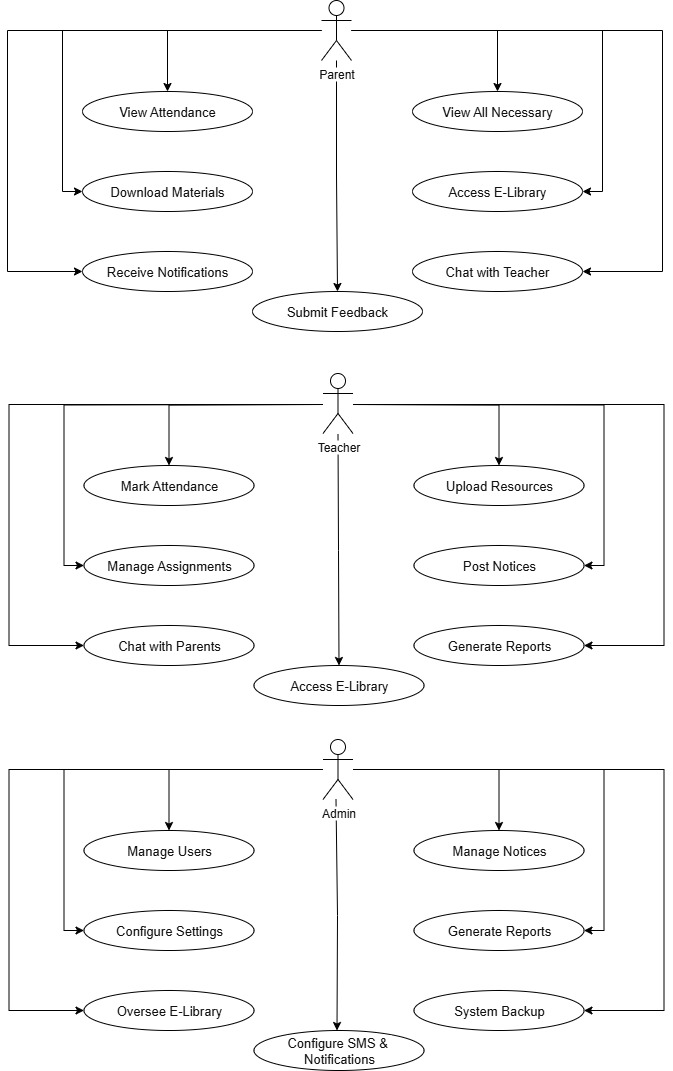 Parent
View Attendance
View All Necessary
Download Materials
Access E-Library
Receive Notifications
Chat with Teacher
Submit Feedback
Teacher
Mark Attendance
Upload Resources
Manage Assignments
Post Notices
Chat with Parents
Generate Reports
Access E-Library
Admin
Manage Users
Manage Notices
Configure Settings
Generate Reports
Oversee E-Library
System Backup
Configure SMS &
Notifications